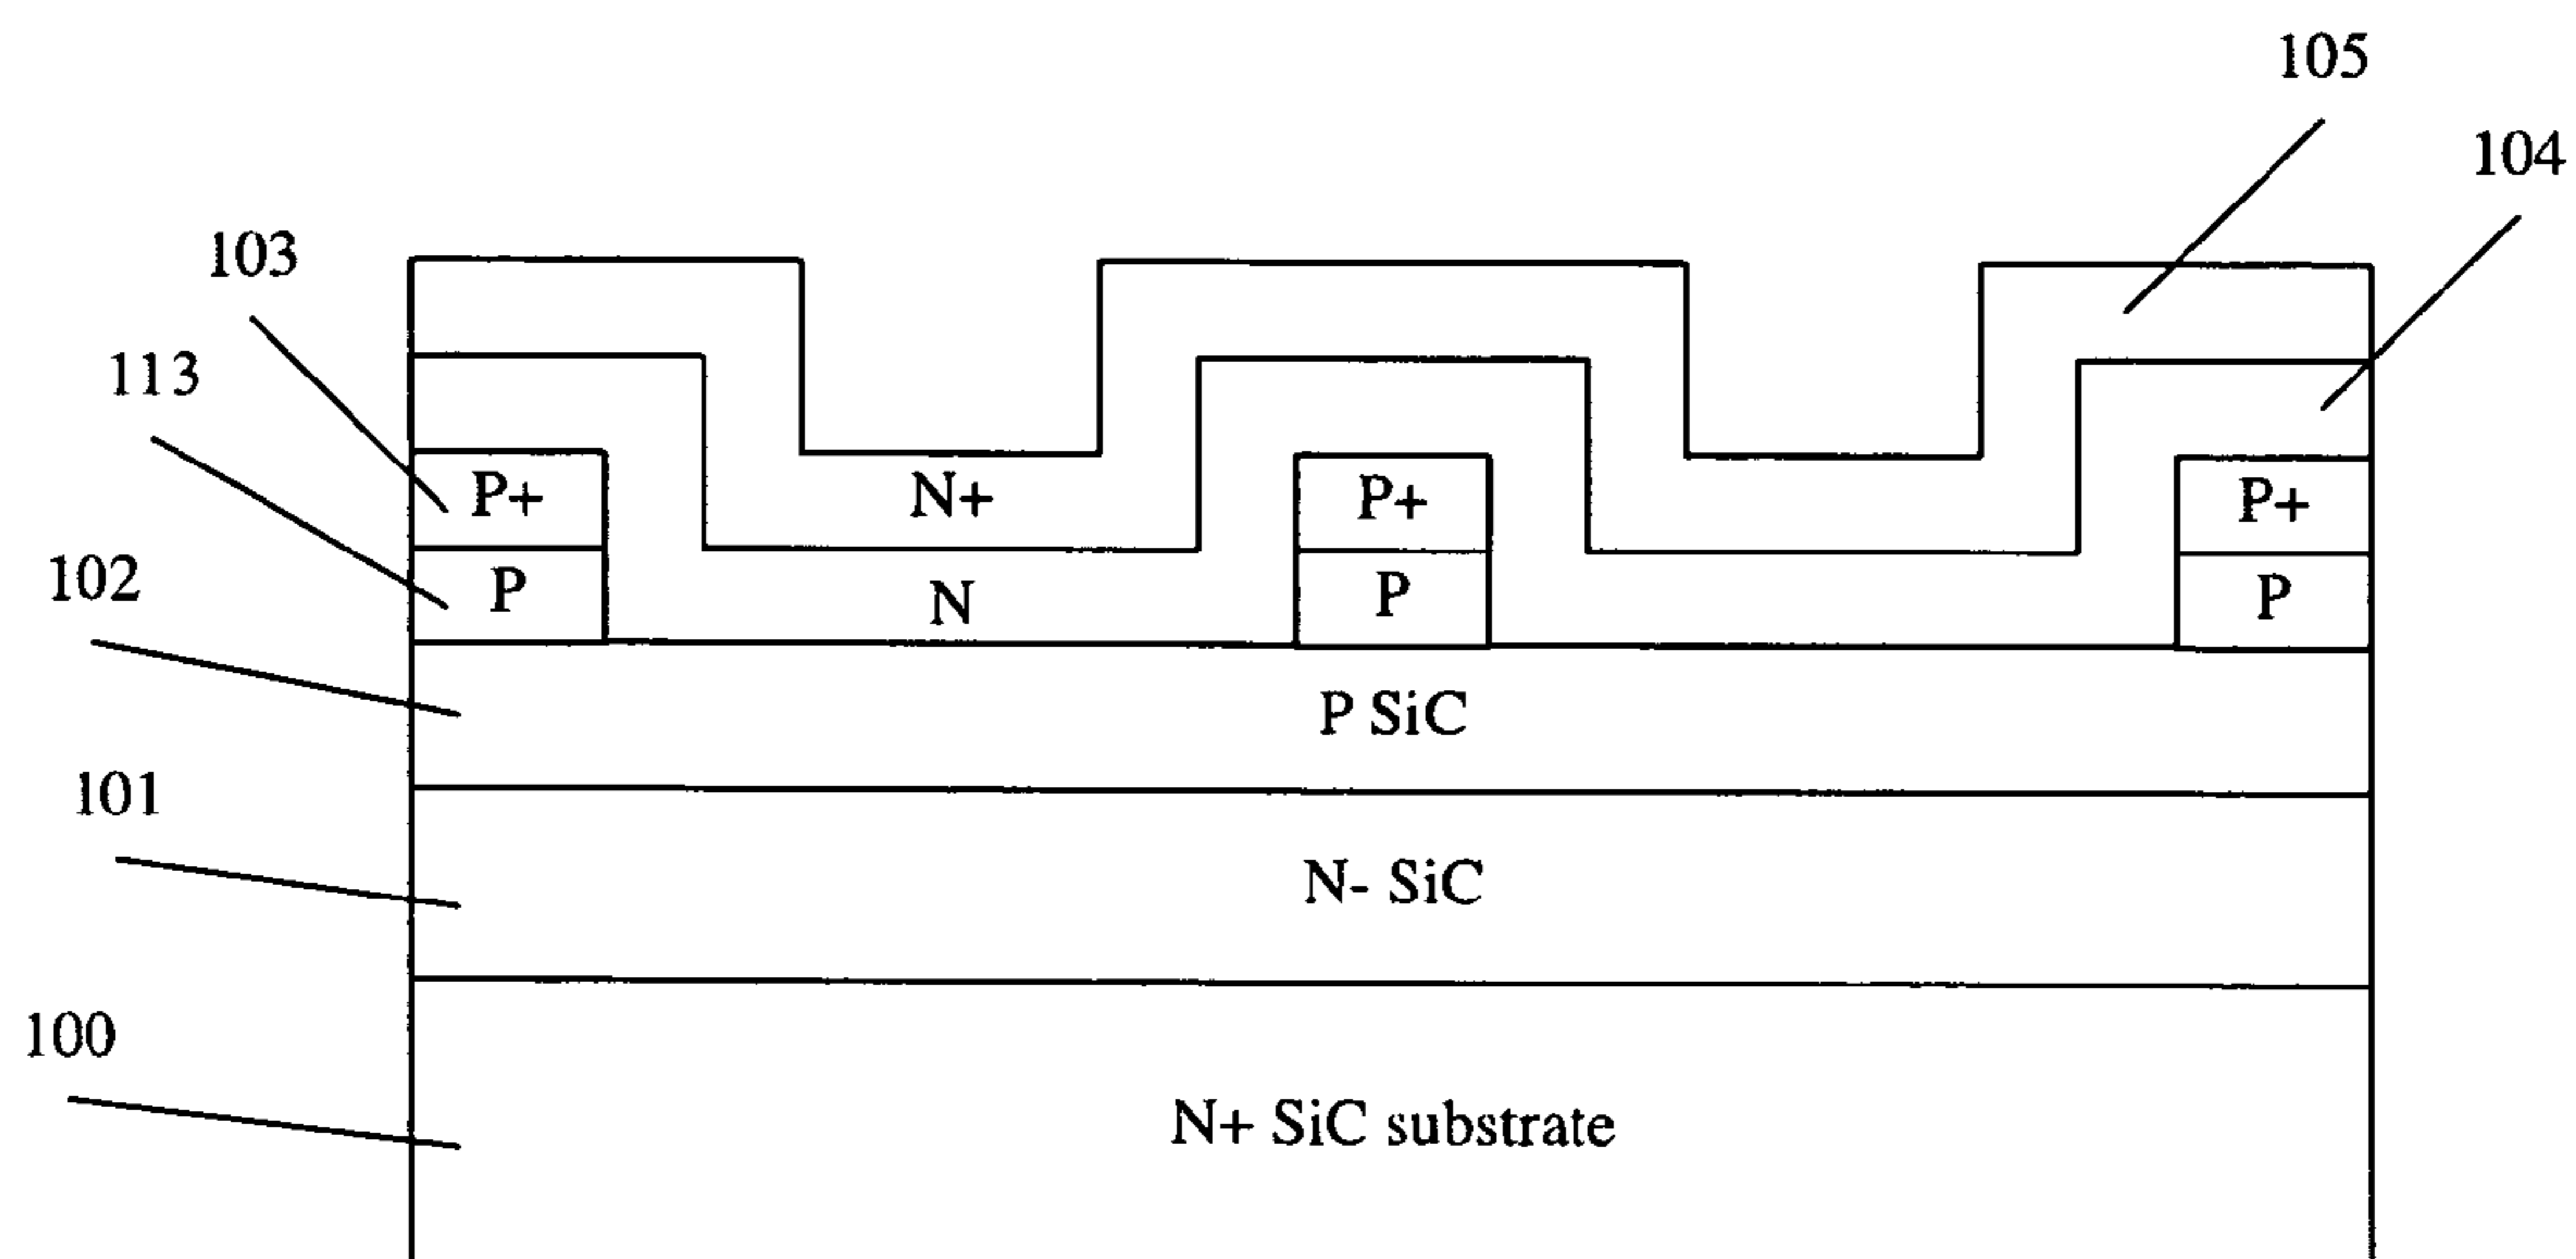 105
104
103
113
P+
N+
P+
P+
102
P
N
P
P
P SiC
101
N- SiC
100
N+ SiC substrate